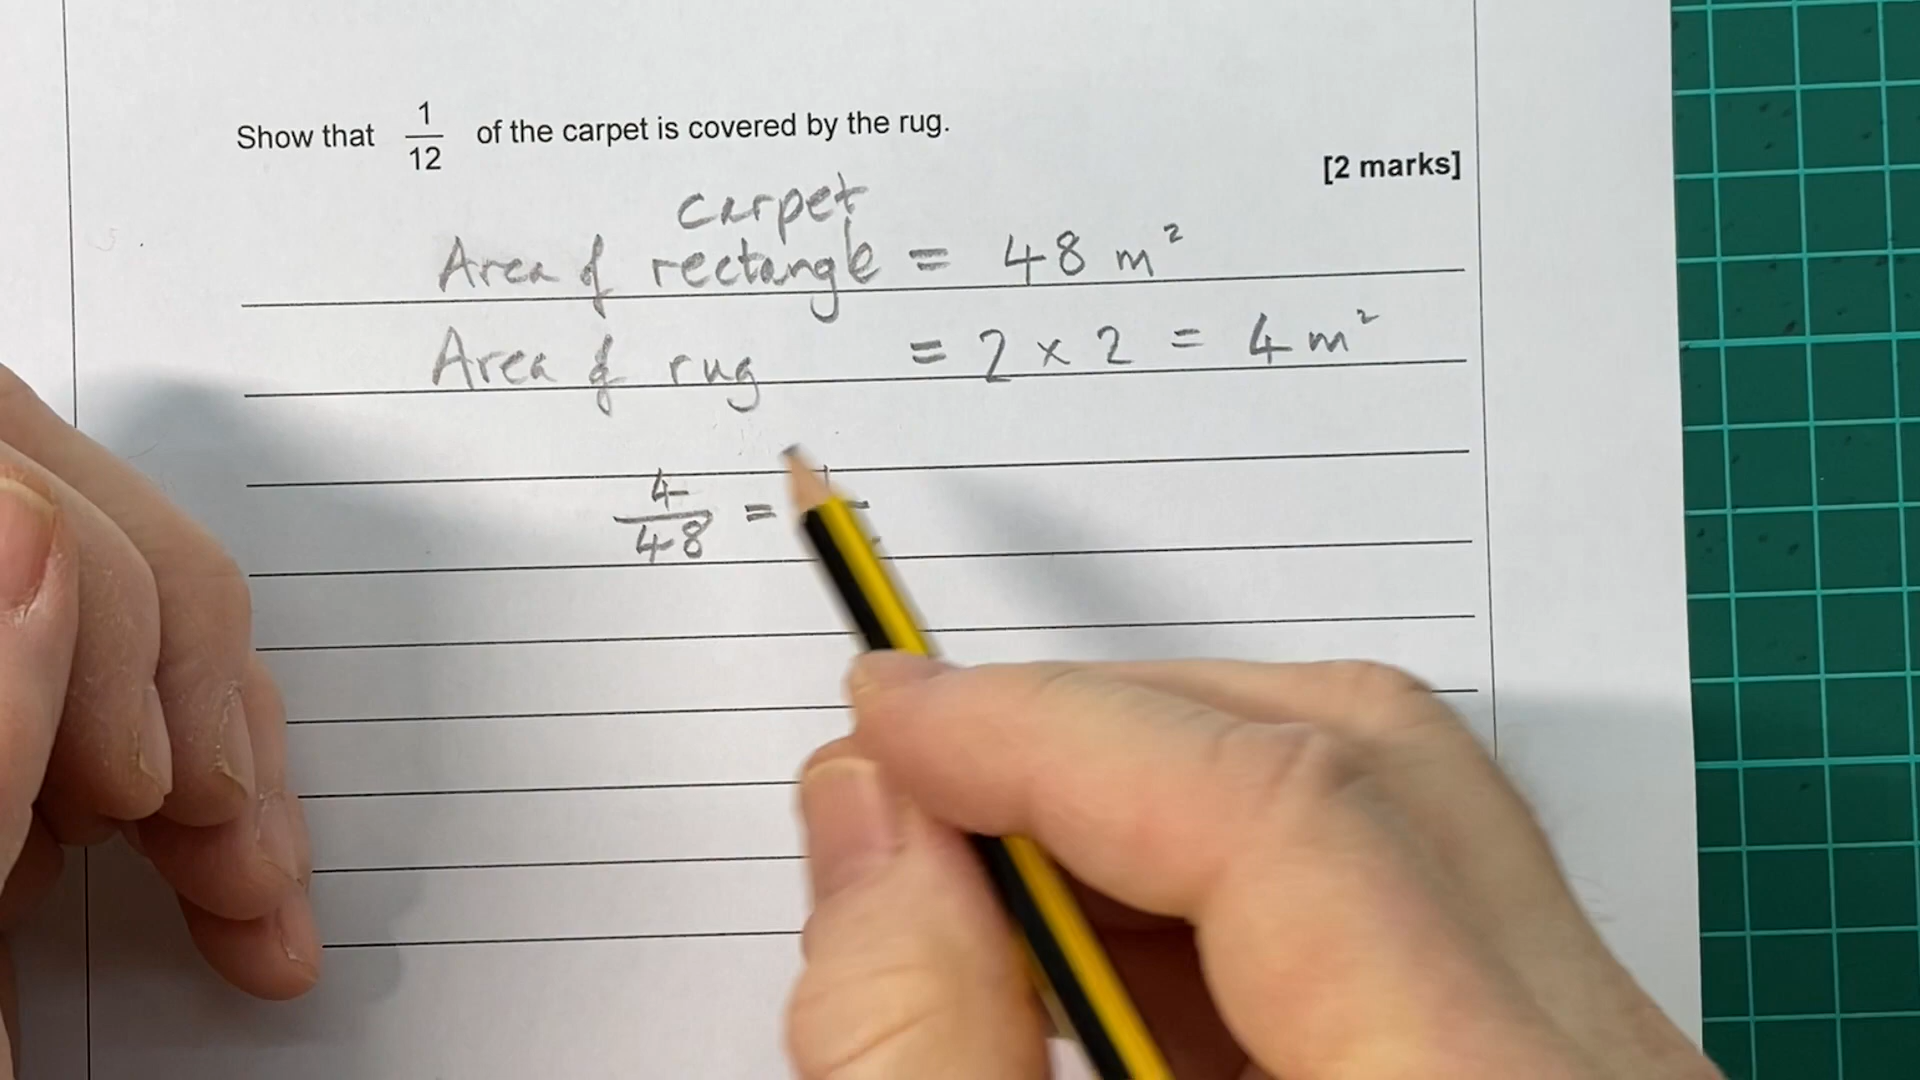 Show that 1/12 of the carpet is covered by the rug.
[2 marks]
carpet
Area of rectangle = 48 m²
Area of rug = 2 × 2 = 4 m²
4/48 =